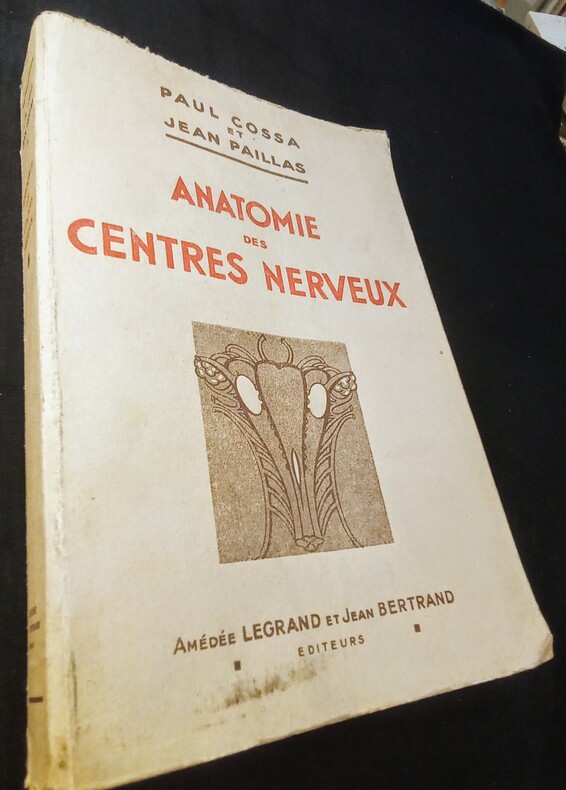 PAUL COSSA
ET
JEAN PAILLAS
ANATOMIE
DES
CENTRES NERVEUX
AMÉDÉE LEGRAND ET JEAN BERTRAND
EDITEURS